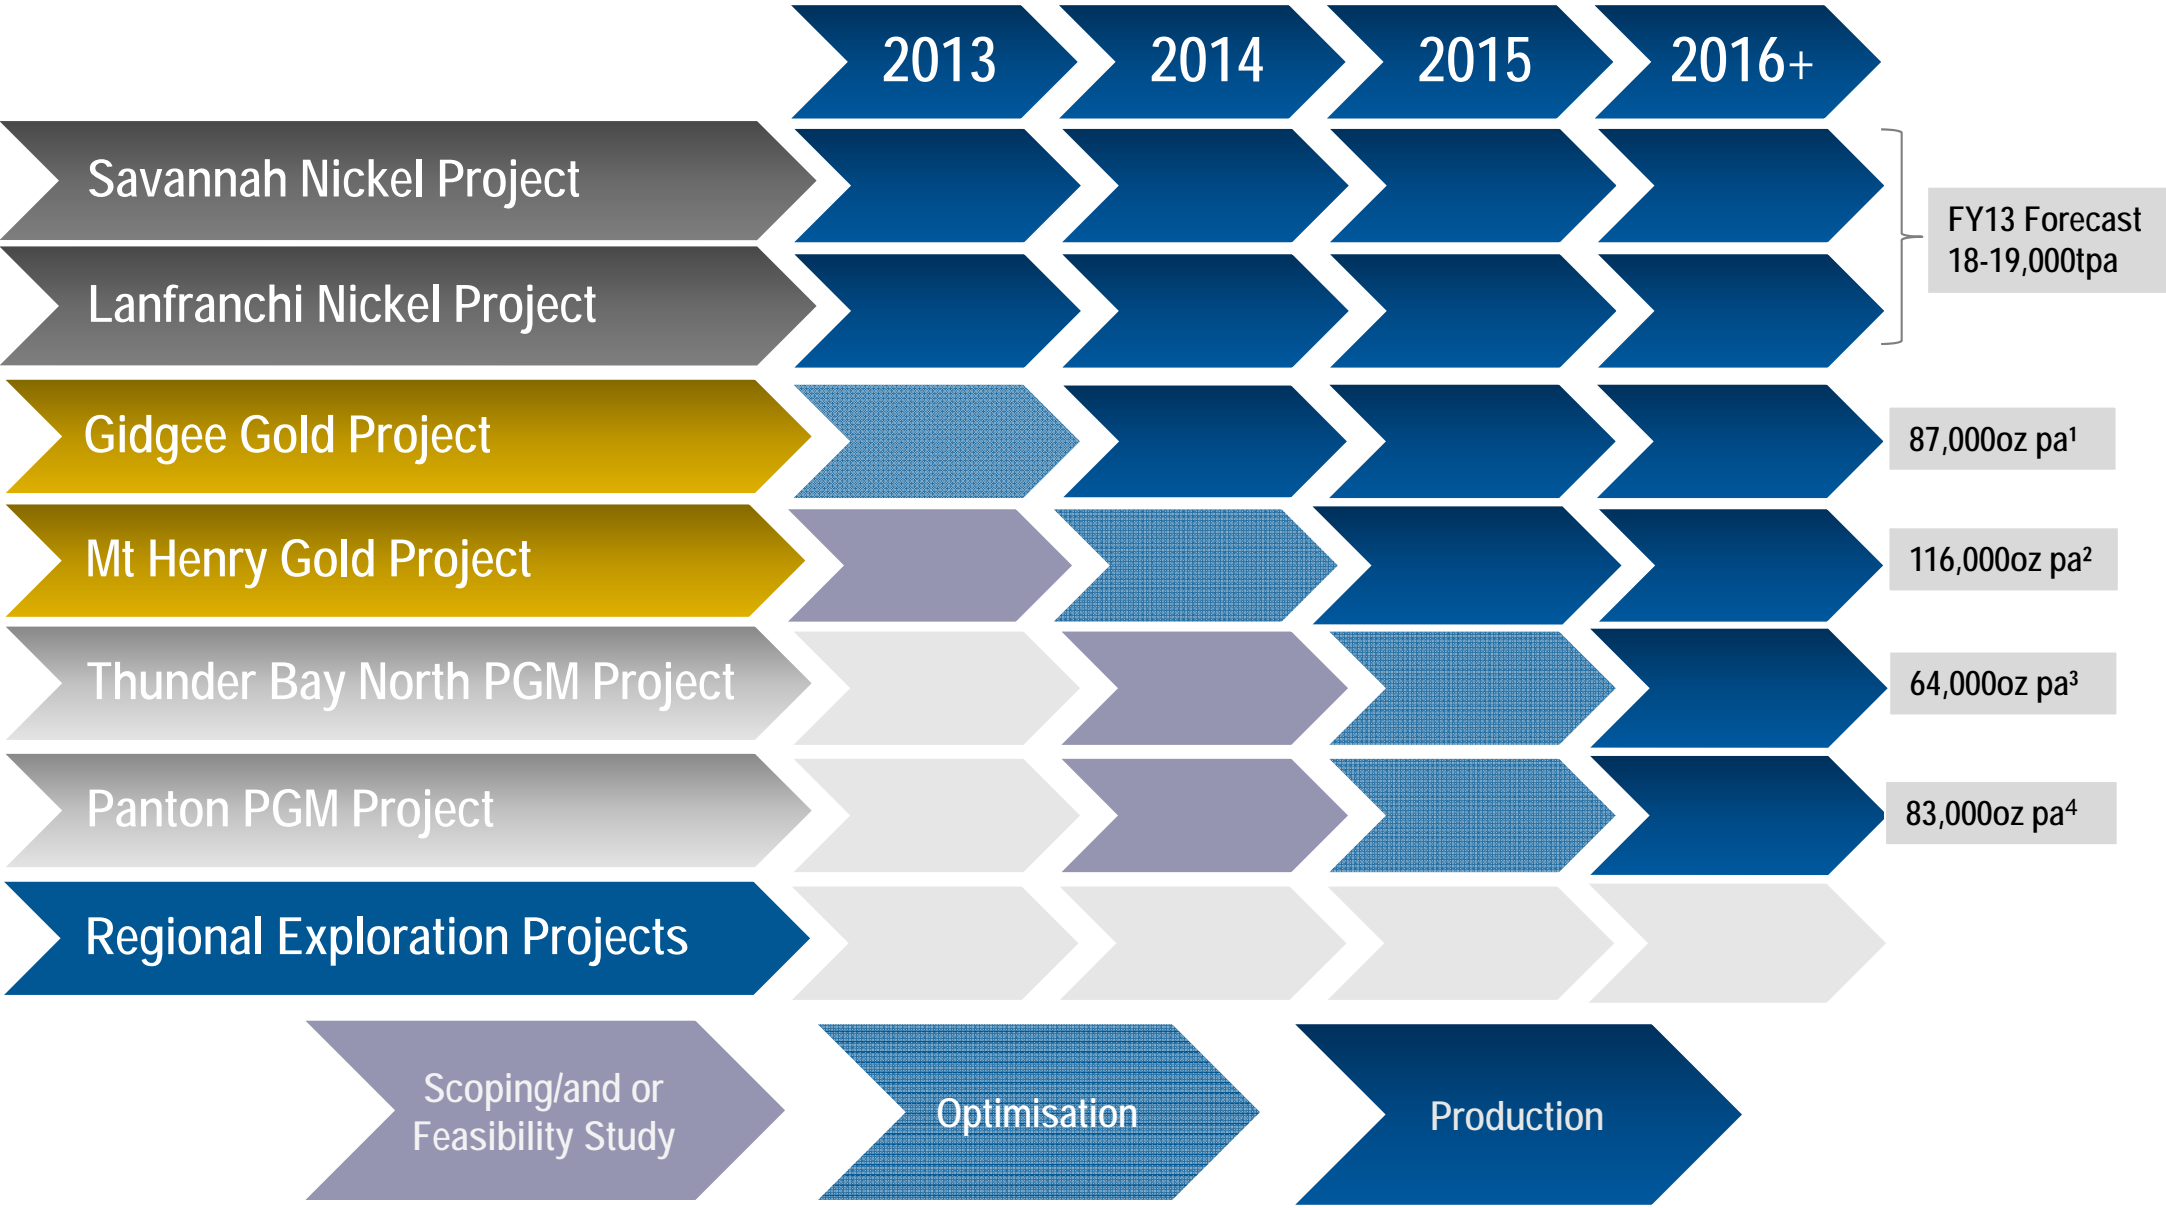 2013
2014
2015
2016+
Savannah Nickel Project
FY13 Forecast
18-19,000tpa
Lanfranchi Nickel Project
Gidgee Gold Project
87,000oz pa¹
Mt Henry Gold Project
116,000oz pa²
Thunder Bay North PGM Project
64,000oz pa³
Panton PGM Project
83,000oz pa⁴
Regional Exploration Projects
Scoping/and or
Feasibility Study
Optimisation
Production